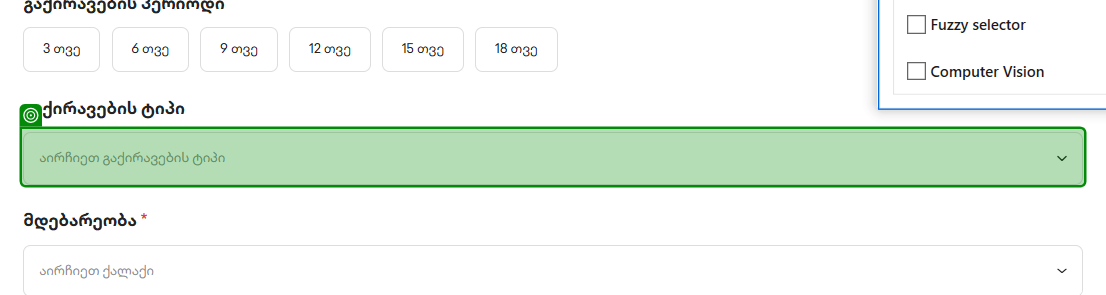 გაქირავების პერიოდი
3 თვე 6 თვე 9 თვე 12 თვე 15 თვე 18 თვე
Fuzzy selector
Computer Vision
ქირავების ტიპი
აირჩიეთ გაქირავების ტიპი
მდებარეობა *
აირჩიეთ ქალაქი